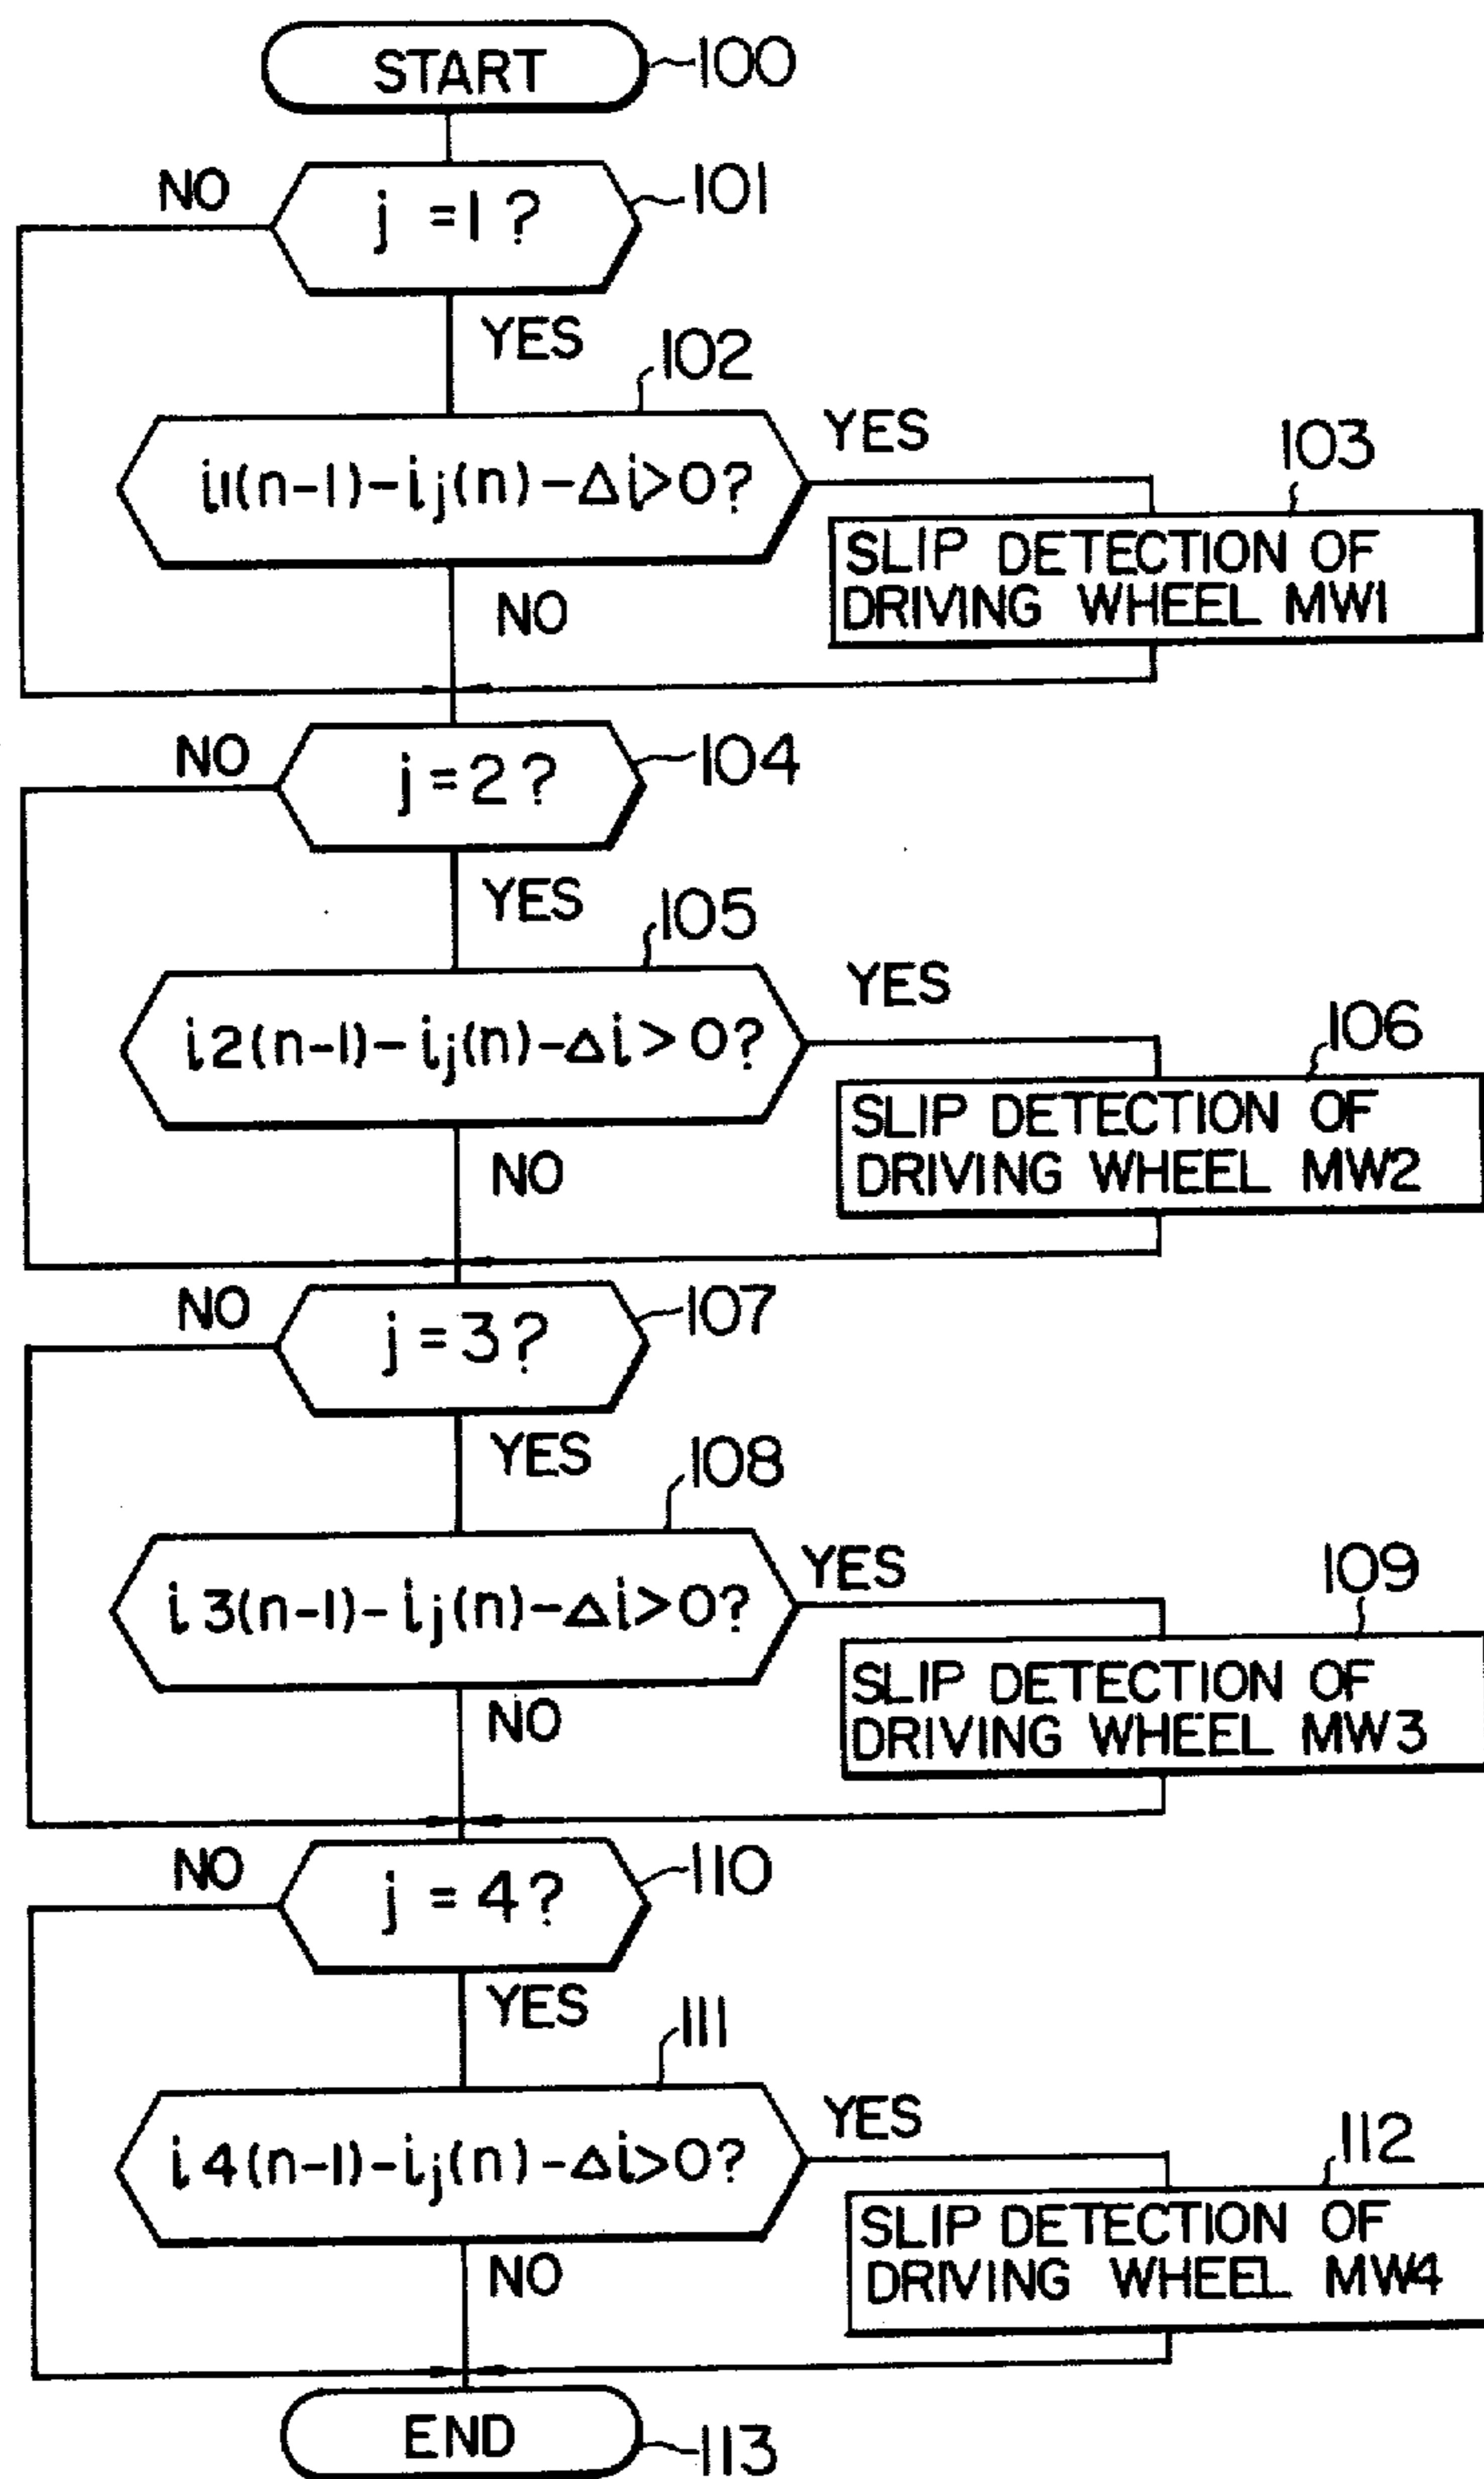 START
100
NO
j =1 ?
101
YES
102
i1(n-1)-ij(n)-Δi>0?
YES
103
SLIP DETECTION OF
DRIVING WHEEL MW1
NO
NO
j =2 ?
104
YES
105
i2(n-1)-ij(n)-Δi>0?
YES
106
SLIP DETECTION OF
DRIVING WHEEL MW2
NO
NO
j =3 ?
107
YES
108
i3(n-1)-ij(n)-Δi>0?
YES
109
SLIP DETECTION OF
DRIVING WHEEL MW3
NO
NO
j =4 ?
110
YES
111
i4(n-1)-ij(n)-Δi>0?
YES
112
SLIP DETECTION OF
DRIVING WHEEL MW4
NO
END
113